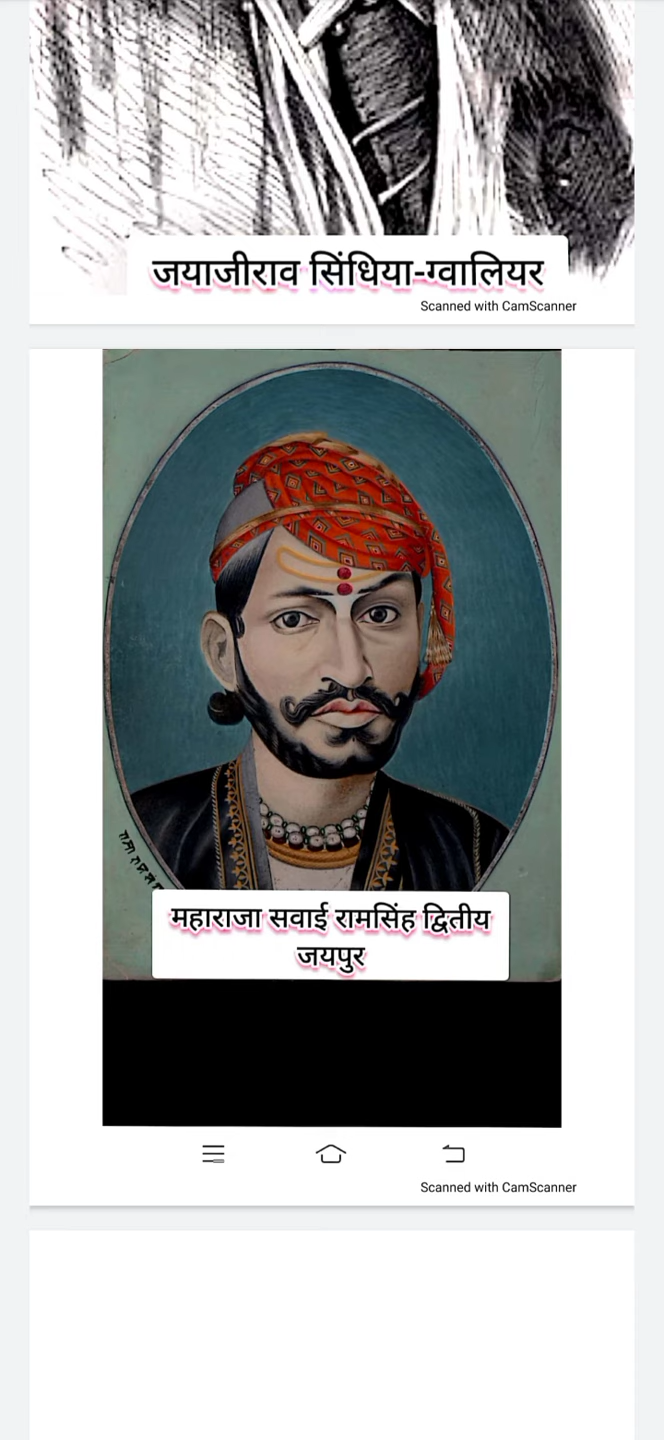 जयाजीराव सिंधिया-ग्वालियर
Scanned with CamScanner
महाराजा सवाई रामसिंह द्वितीय
जयपुर
Scanned with CamScanner